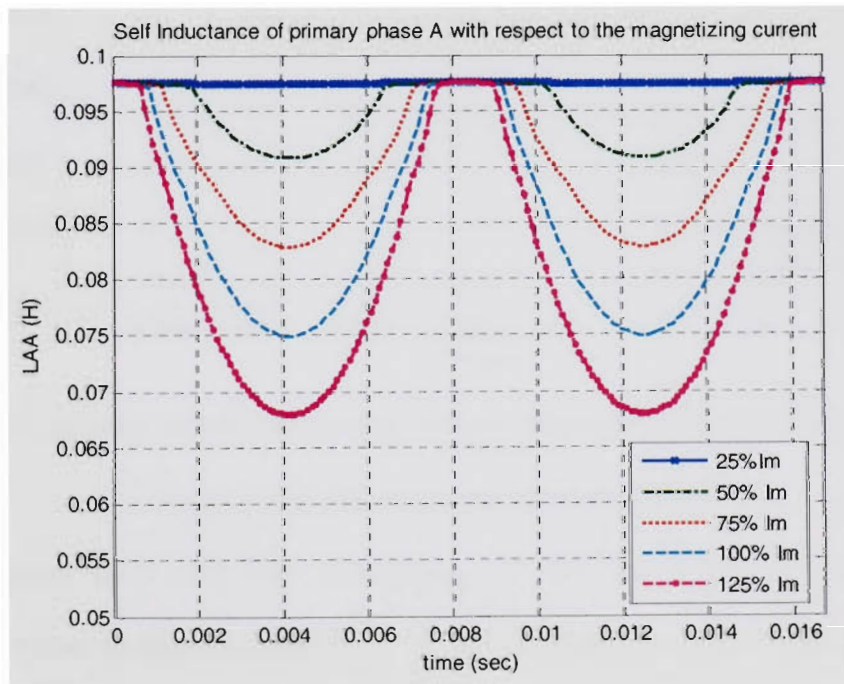 Self Inductance of primary phase A with respect to the magnetizing current
0.1
0.095
0.09
0.085
0.08
0.075
0.07
0.065
0.06
0.055
0.05
LAA (H)
0
0.002
0.004
0.006
0.008
0.01
0.012
0.014
0.016
time (sec)
25%Im
50% Im
75% Im
100% Im
125% Im